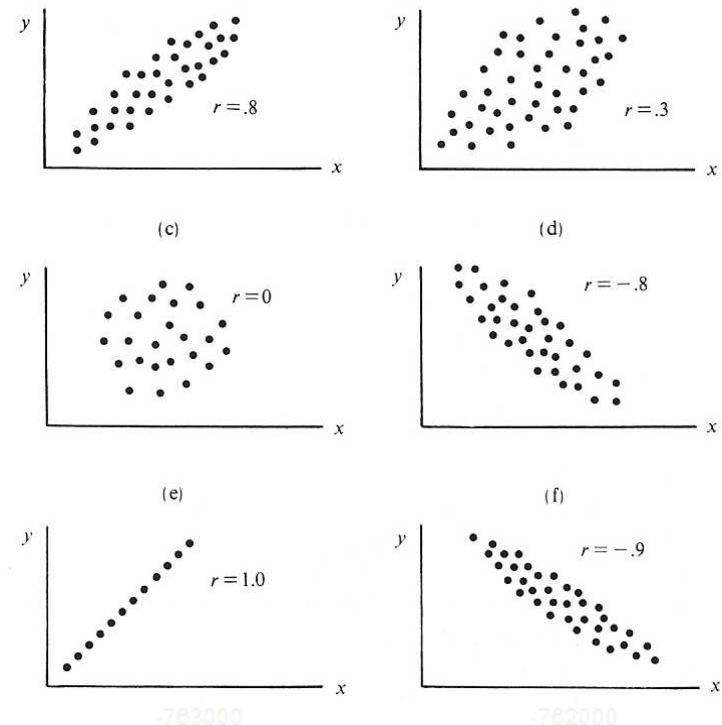 y
r = .8
x
y
r = .3
x
(c)
(d)
y
r = 0
x
y
r = −.8
x
(e)
(f)
y
r = 1.0
x
y
r = −.9
x
-763000
-762000